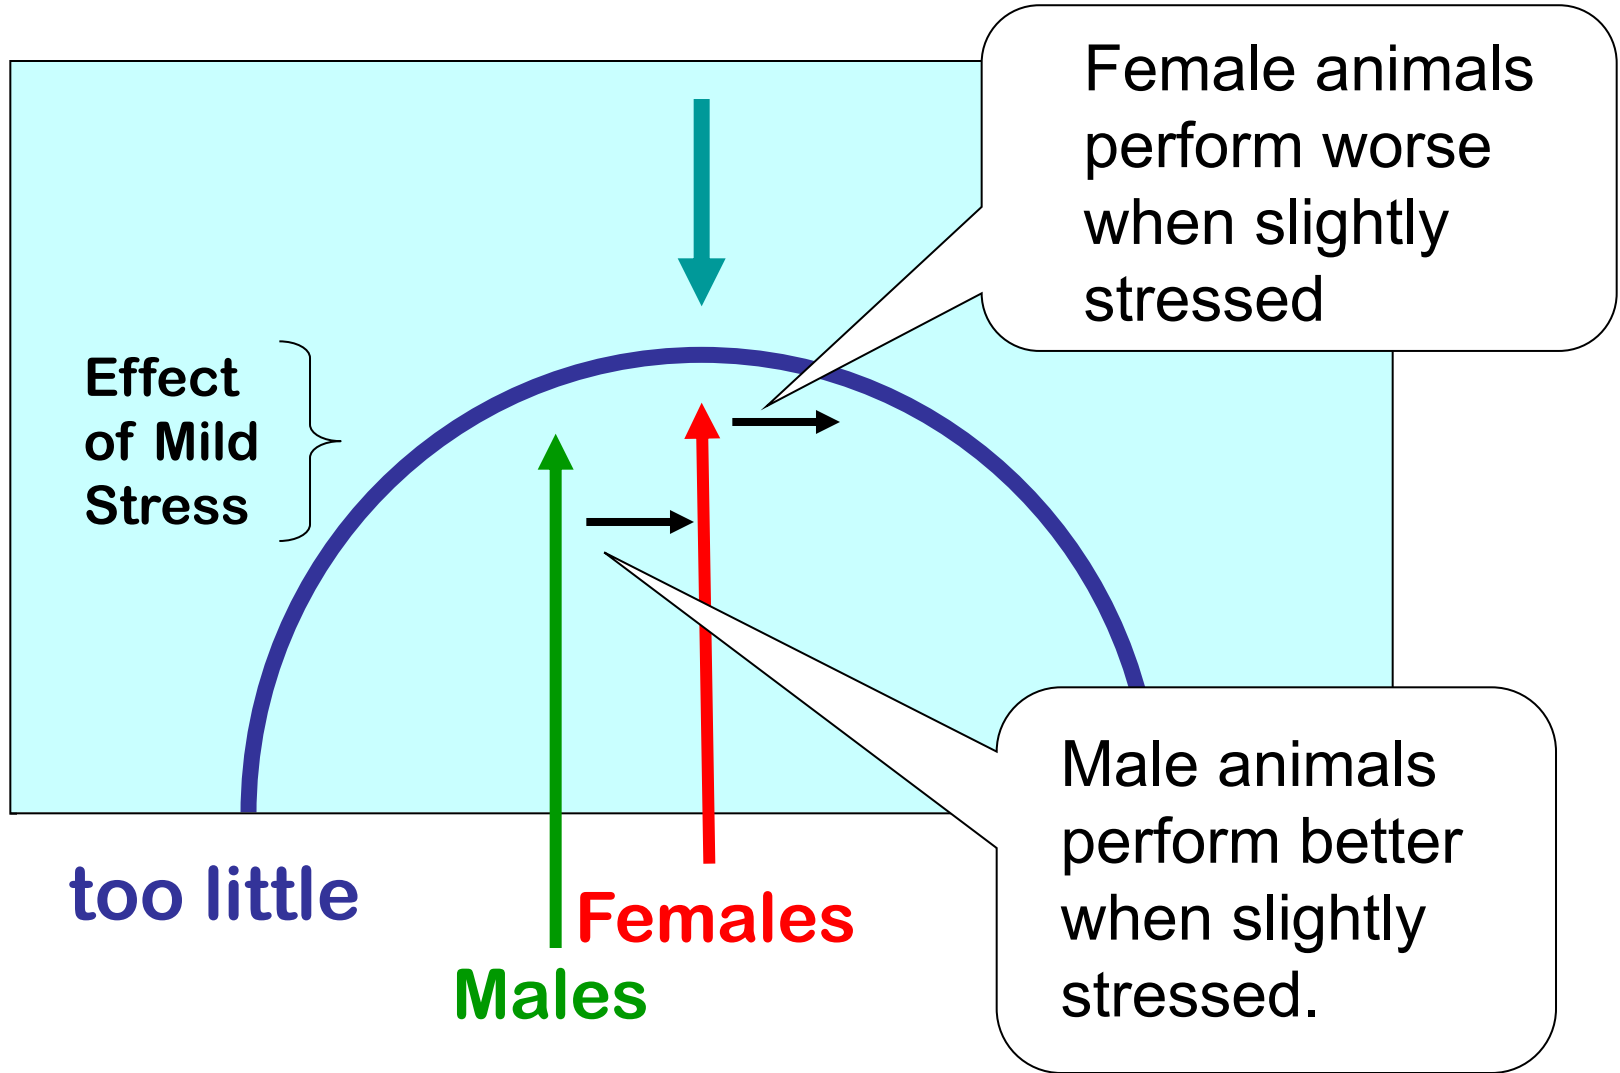 Female animals
perform worse
when slightly
stressed
Effect
of Mild
Stress
too little
Females
Males
Male animals
perform better
when slightly
stressed.